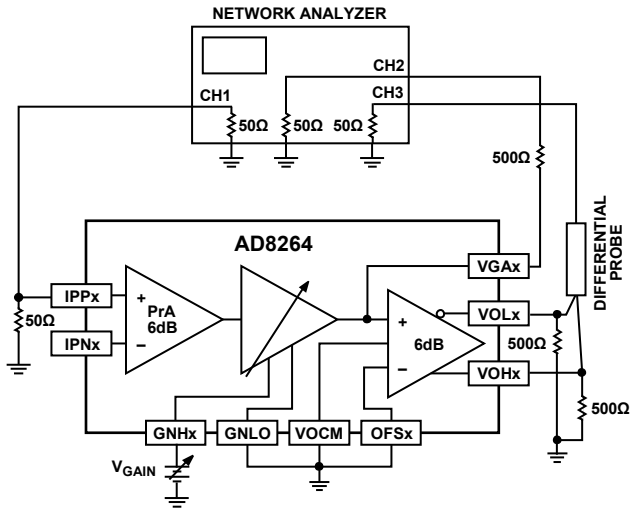 NETWORK ANALYZER
CH1
CH2
CH3
50Ω
50Ω
50Ω
500Ω
DIFFERENTIAL
PROBE
AD8264
50Ω
IPPx
IPNx
+
PrA
6dB
–
+
6dB
–
VGAx
VOLx
VOHx
500Ω
500Ω
GNHx
GNLO
VOCM
OFSx
VGAIN